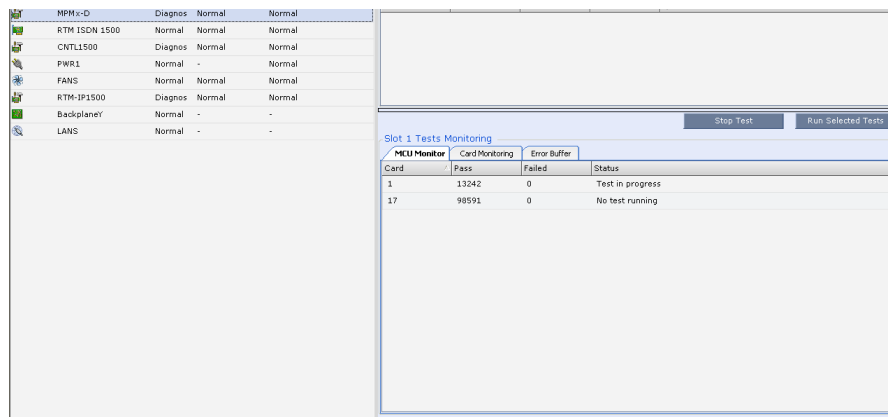 MPMx-D Diagnos Normal Normal
RTM ISDN 1500 Normal Normal Normal
CNTL1500 Diagnos Normal Normal
PWR1 Normal - Normal
FANS Normal Normal Normal
RTM-IP1500 Diagnos Normal Normal
BackplaneY Normal - -
LANS Normal - -
Stop Test Run Selected Tests
Slot 1 Tests Monitoring
MCU Monitor Card Monitoring Error Buffer
Card Pass Failed Status
1 13242 0 Test in progress
17 98591 0 No test running